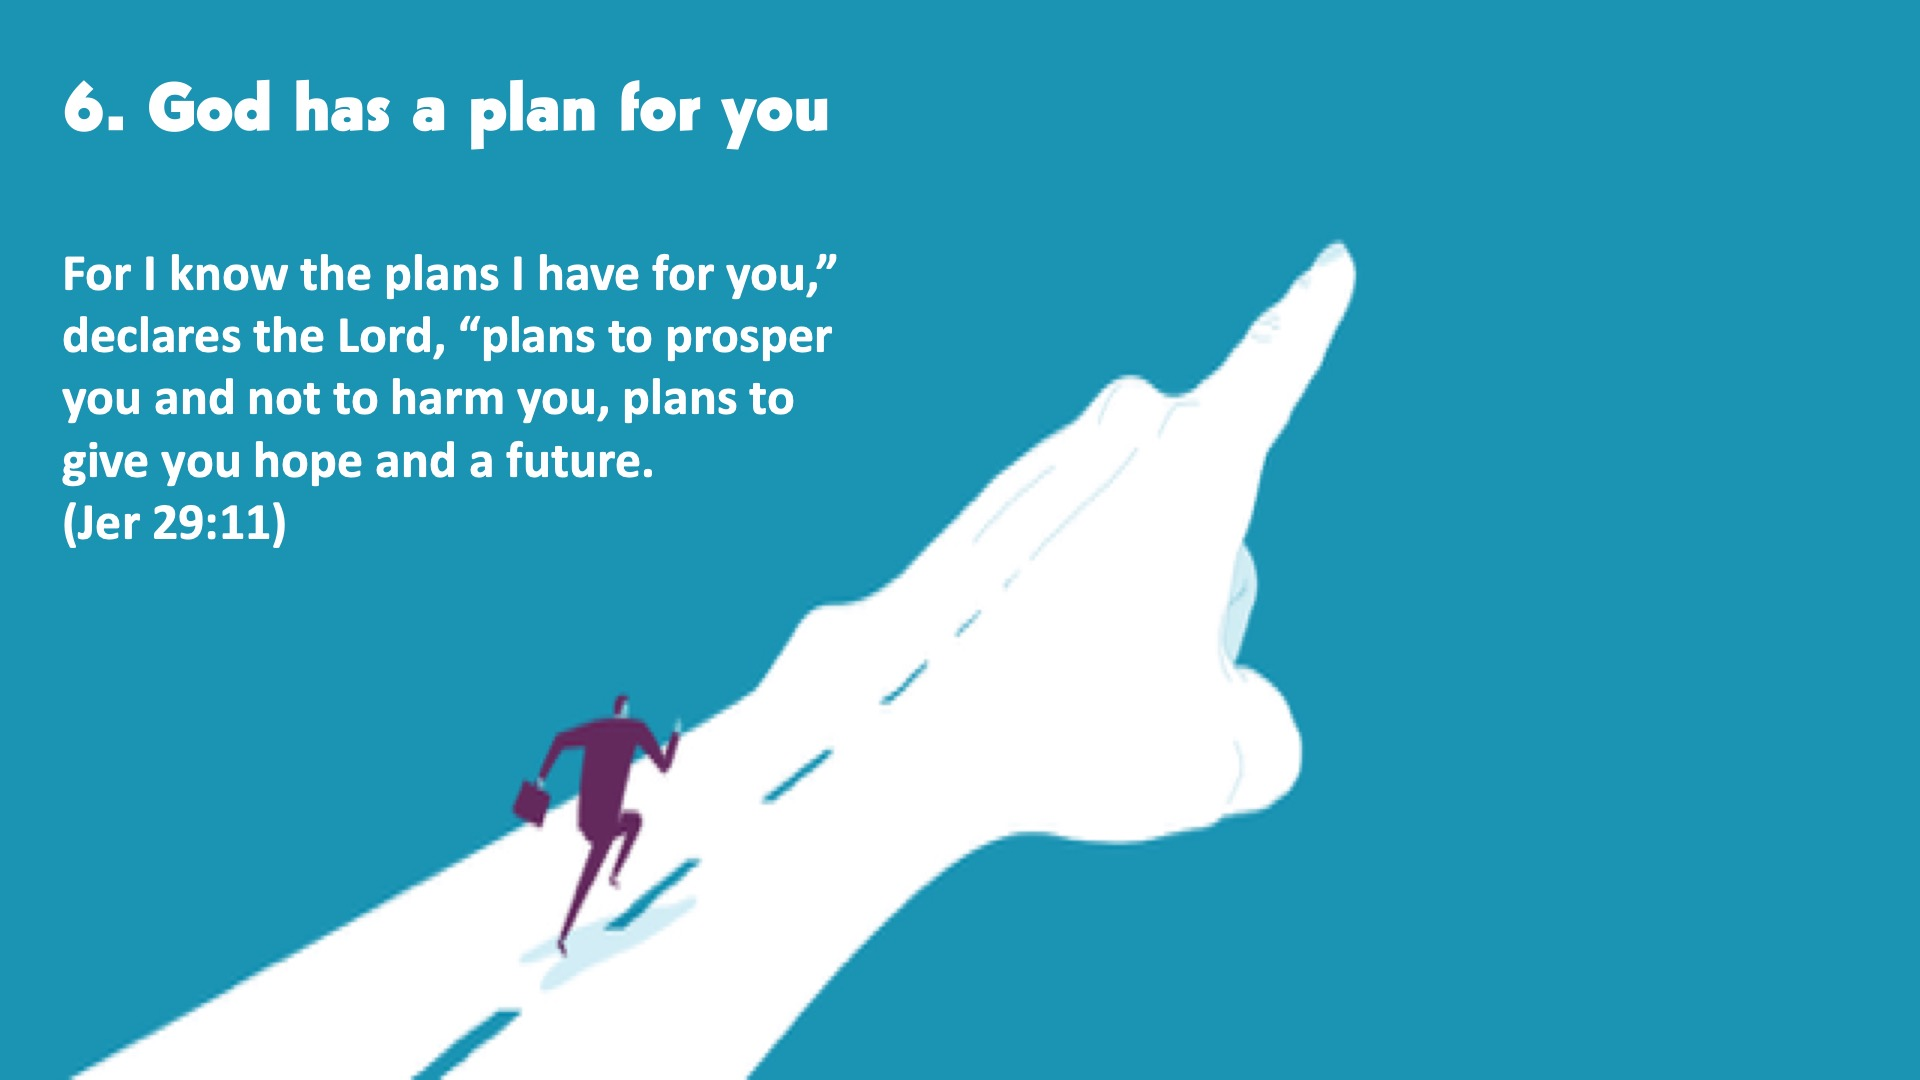 6. God has a plan for you
For I know the plans I have for you,”
declares the Lord, “plans to prosper
you and not to harm you, plans to
give you hope and a future.
(Jer 29:11)